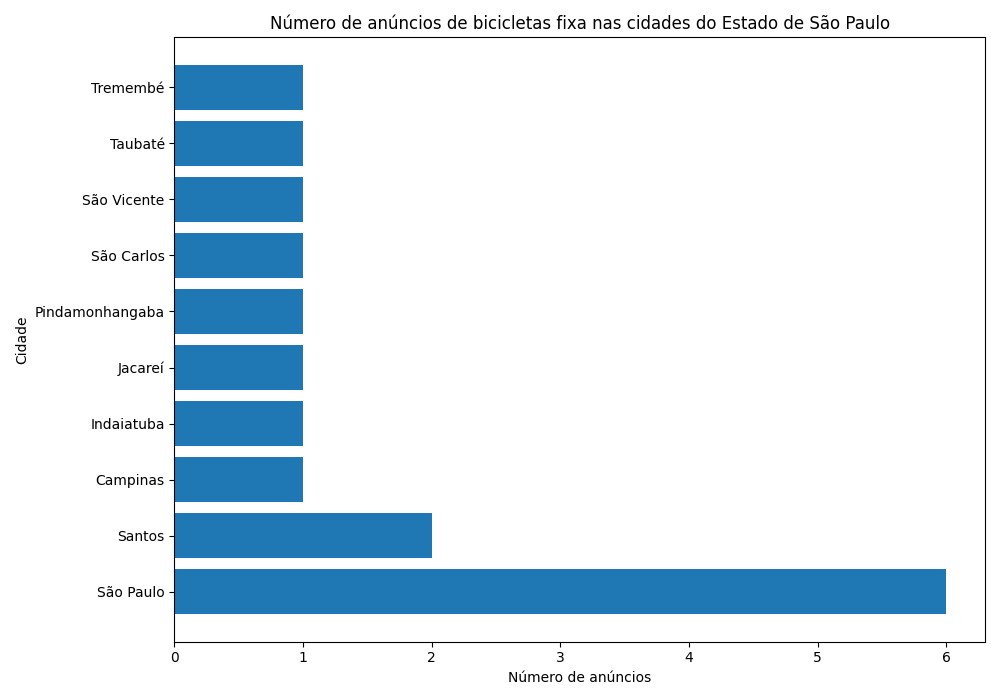 Número de anúncios de bicicletas fixa nas cidades do Estado de São Paulo
Tremembé
Taubaté
São Vicente
São Carlos
Pindamonhangaba
Jacareí
Indaiatuba
Campinas
Santos
São Paulo
Cidade
0 1 2 3 4 5 6
Número de anúncios